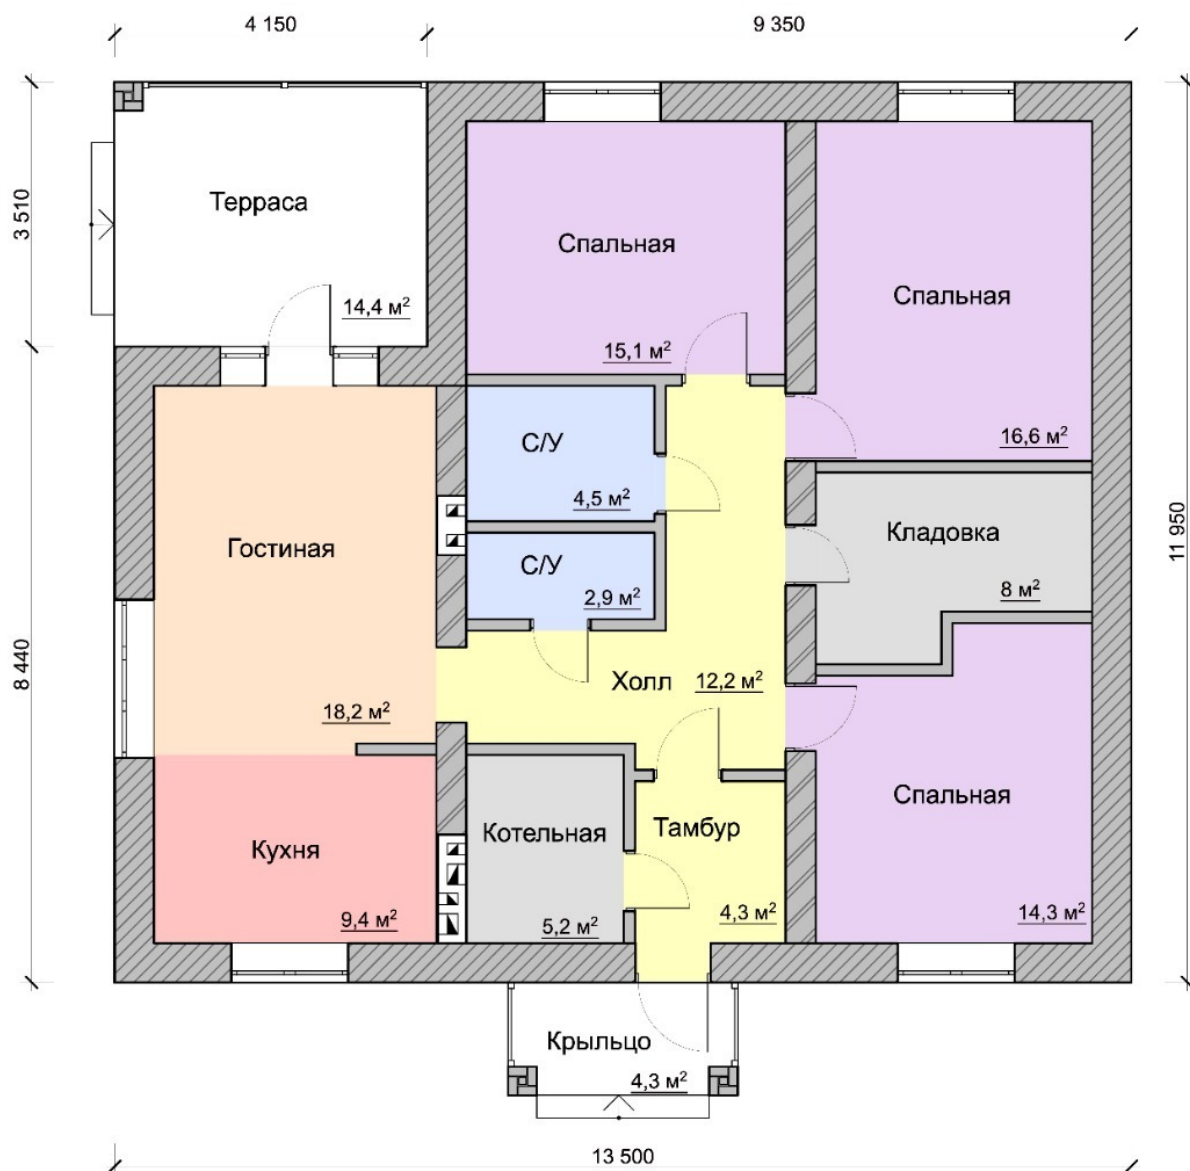 4 150
9 350
3 510
Терраса
14,4 м²
Спальная
15,1 м²
Спальная
16,6 м²
С/У
4,5 м²
Кладовка
8 м²
11 950
Гостиная
18,2 м²
С/У
2,9 м²
8 440
Холл
12,2 м²
Спальная
14,3 м²
Кухня
9,4 м²
Котельная
5,2 м²
Тамбур
4,3 м²
Крыльцо
4,3 м²
13 500